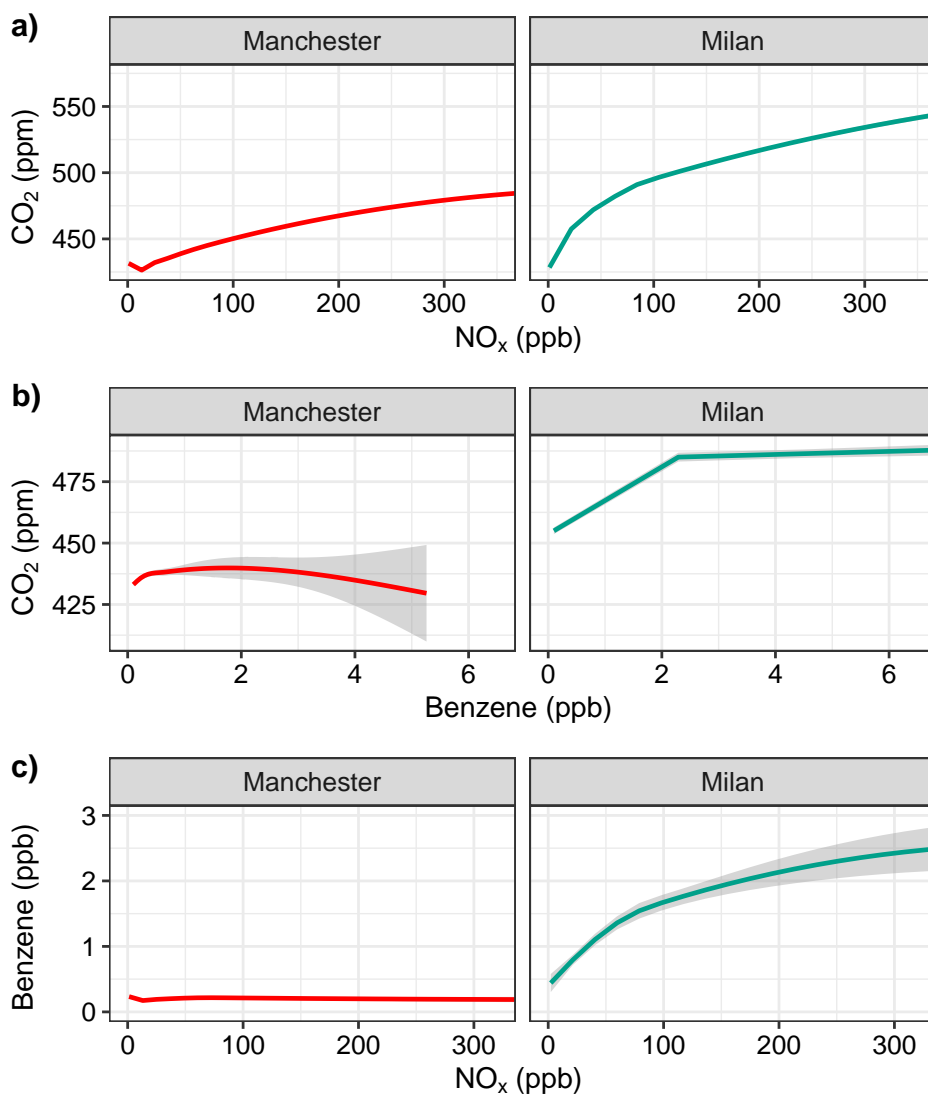 a)
Manchester Milan
CO₂ (ppm)
550
500
450
0 100 200 300 0 100 200 300
NOₓ (ppb)
b)
Manchester Milan
CO₂ (ppm)
475
450
425
0 2 4 6 0 2 4 6
Benzene (ppb)
c)
Manchester Milan
Benzene (ppb)
3
2
1
0
0 100 200 300 0 100 200 300
NOₓ (ppb)